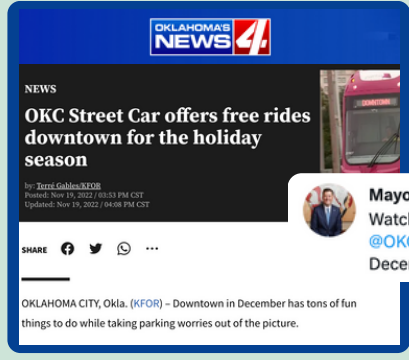 OKLAHOMA'S
NEWS 4
NEWS
OKC Street Car offers free rides
downtown for the holiday
season
DOWNTOWN
by: Terré Gables/KFOR
Posted: Nov 19, 2022 / 03:53 PM CST
Updated: Nov 19, 2022 / 04:08 PM CST
Mayo
Watch
@OKC
Decem
SHARE
OKLAHOMA CITY, Okla. (KFOR) – Downtown in December has tons of fun
things to do while taking parking worries out of the picture.